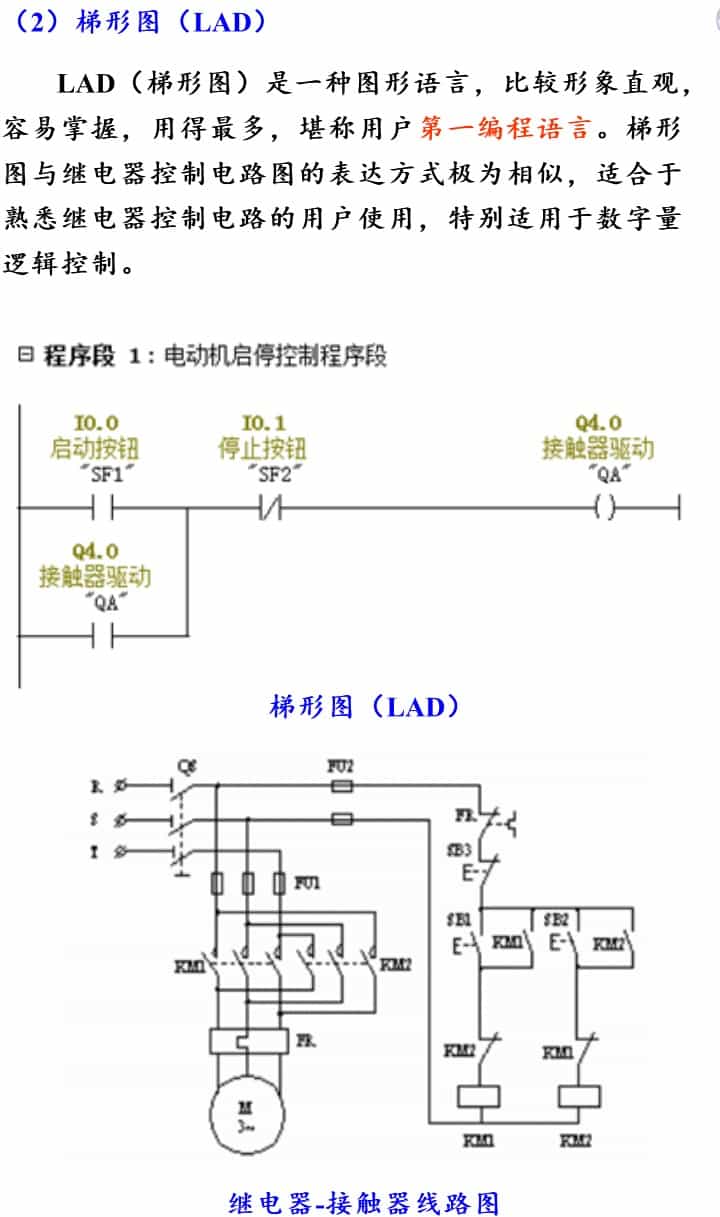 （2）梯形图（LAD）
LAD（梯形图）是一种图形语言，比较形象直观，
容易掌握，用得最多，堪称用户第一编程语言。梯形
图与继电器控制电路图的表达方式极为相似，适合于
熟悉继电器控制电路的用户使用，特别适用于数字量
逻辑控制。
程序段 1：电动机启停控制程序段
I0.0 I0.1 Q4.0
启动按钮 停止按钮 接触器驱动
"SF1" "SF2" "QA"
Q4.0
接触器驱动
"QA"
梯形图（LAD）
QS FU2
R
S FR
T SB3
FU1
SB1 KM1 SB2 KM2
KM1 KM2
FR KM2 KM1
M
3~
KM1 KM2
继电器-接触器线路图